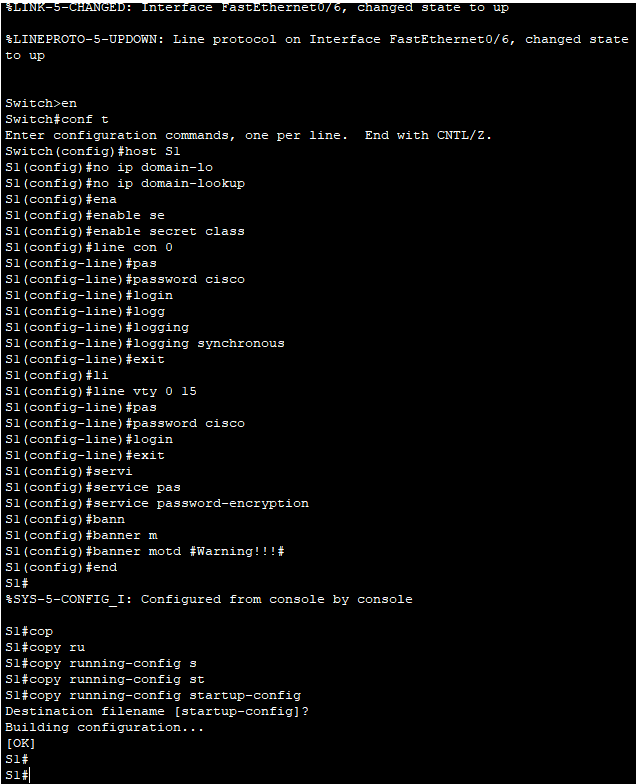 %LINK-5-CHANGED: Interface FastEthernet0/6, changed state to up
%LINEPROTO-5-UPDOWN: Line protocol on Interface FastEthernet0/6, changed state
to up
Switch>en
Switch#conf t
Enter configuration commands, one per line.  End with CNTL/Z.
Switch(config)#host S1
S1(config)#no ip domain-lo
S1(config)#no ip domain-lookup
S1(config)#ena
S1(config)#enable se
S1(config)#enable secret class
S1(config)#line con 0
S1(config-line)#pas
S1(config-line)#password cisco
S1(config-line)#login
S1(config-line)#logg
S1(config-line)#logging
S1(config-line)#logging synchronous
S1(config-line)#exit
S1(config)#li
S1(config)#line vty 0 15
S1(config-line)#pas
S1(config-line)#password cisco
S1(config-line)#login
S1(config-line)#exit
S1(config)#servi
S1(config)#service pas
S1(config)#service password-encryption
S1(config)#bann
S1(config)#banner m
S1(config)#banner motd #Warning!!!#
S1(config)#end
S1#
%SYS-5-CONFIG_I: Configured from console by console
S1#cop
S1#copy ru
S1#copy running-config s
S1#copy running-config st
S1#copy running-config startup-config
Destination filename [startup-config]?
Building configuration...
[OK]
S1#
S1#